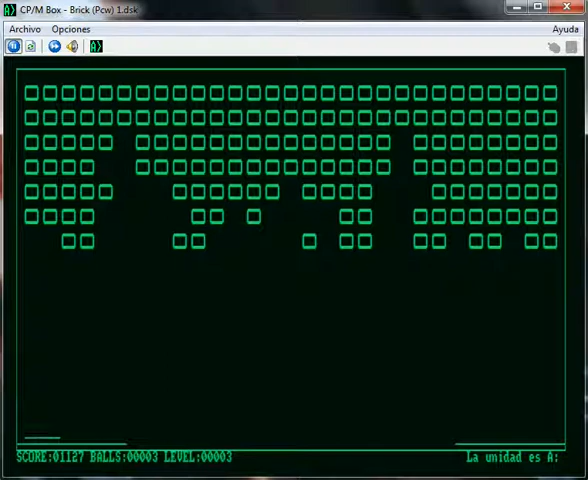 CP/M Box - Brick (Pcw) 1.dsk
Archivo Opciones Ayuda
A>
SCORE:01127 BALLS:00003 LEVEL:00003 La unidad es A: